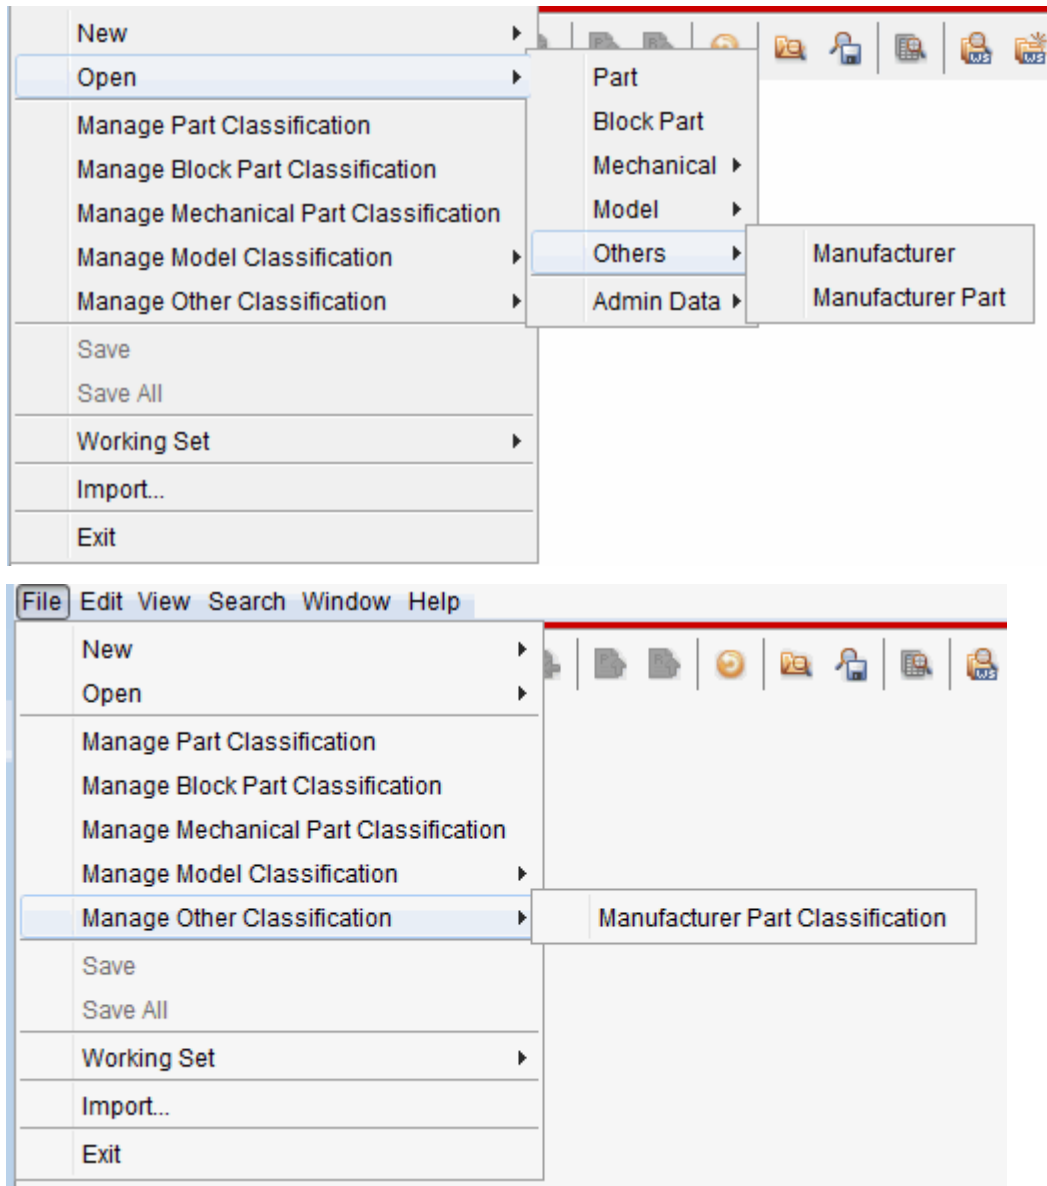 New
Open
Part
Manage Part Classification
Block Part
Manage Block Part Classification
Mechanical
Manage Mechanical Part Classification
Model
Manage Model Classification
Others
Manufacturer
Manage Other Classification
Admin Data
Manufacturer Part
Save
Save All
Working Set
Import...
Exit
File Edit View Search Window Help
New
Open
Manage Part Classification
Manage Block Part Classification
Manage Mechanical Part Classification
Manage Model Classification
Manage Other Classification
Manufacturer Part Classification
Save
Save All
Working Set
Import...
Exit